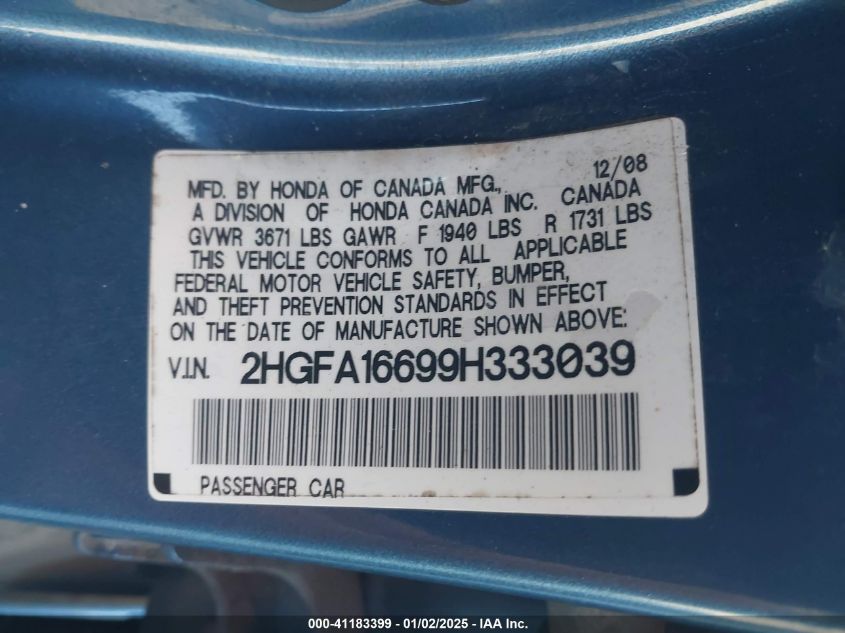 12/08
MFD. BY HONDA OF CANADA MFG.,
A DIVISION OF HONDA CANADA INC. CANADA
GVWR 3671 LBS GAWR F 1940 LBS R 1731 LBS
THIS VEHICLE CONFORMS TO ALL APPLICABLE
FEDERAL MOTOR VEHICLE SAFETY, BUMPER,
AND THEFT PREVENTION STANDARDS IN EFFECT
ON THE DATE OF MANUFACTURE SHOWN ABOVE:
V.I.N. 2HGFA16699H333039
PASSENGER CAR
000-41183399 - 01/02/2025 - IAA Inc.